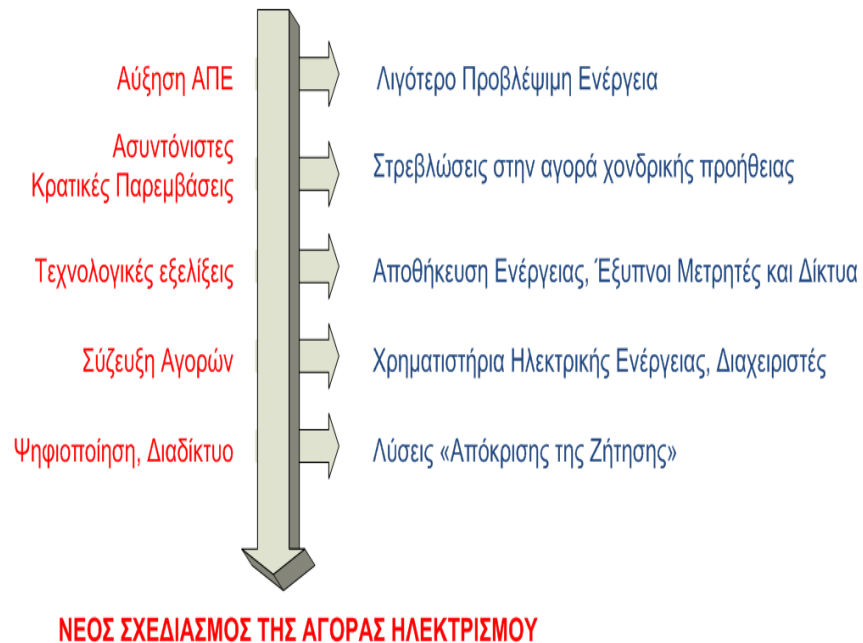 Αύξηση ΑΠΕ
Λιγότερο Προβλέψιμη Ενέργεια
Ασυντόνιστες
Κρατικές Παρεμβάσεις
Στρεβλώσεις στην αγορά χονδρικής προήθειας
Τεχνολογικές εξελίξεις
Αποθήκευση Ενέργειας, Έξυπνοι Μετρητές και Δίκτυα
Σύζευξη Αγορών
Χρηματιστήρια Ηλεκτρικής Ενέργειας, Διαχειριστές
Ψηφιοποίηση, Διαδίκτυο
Λύσεις «Απόκρισης της Ζήτησης»
ΝΕΟΣ ΣΧΕΔΙΑΣΜΟΣ ΤΗΣ ΑΓΟΡΑΣ ΗΛΕΚΤΡΙΣΜΟΥ